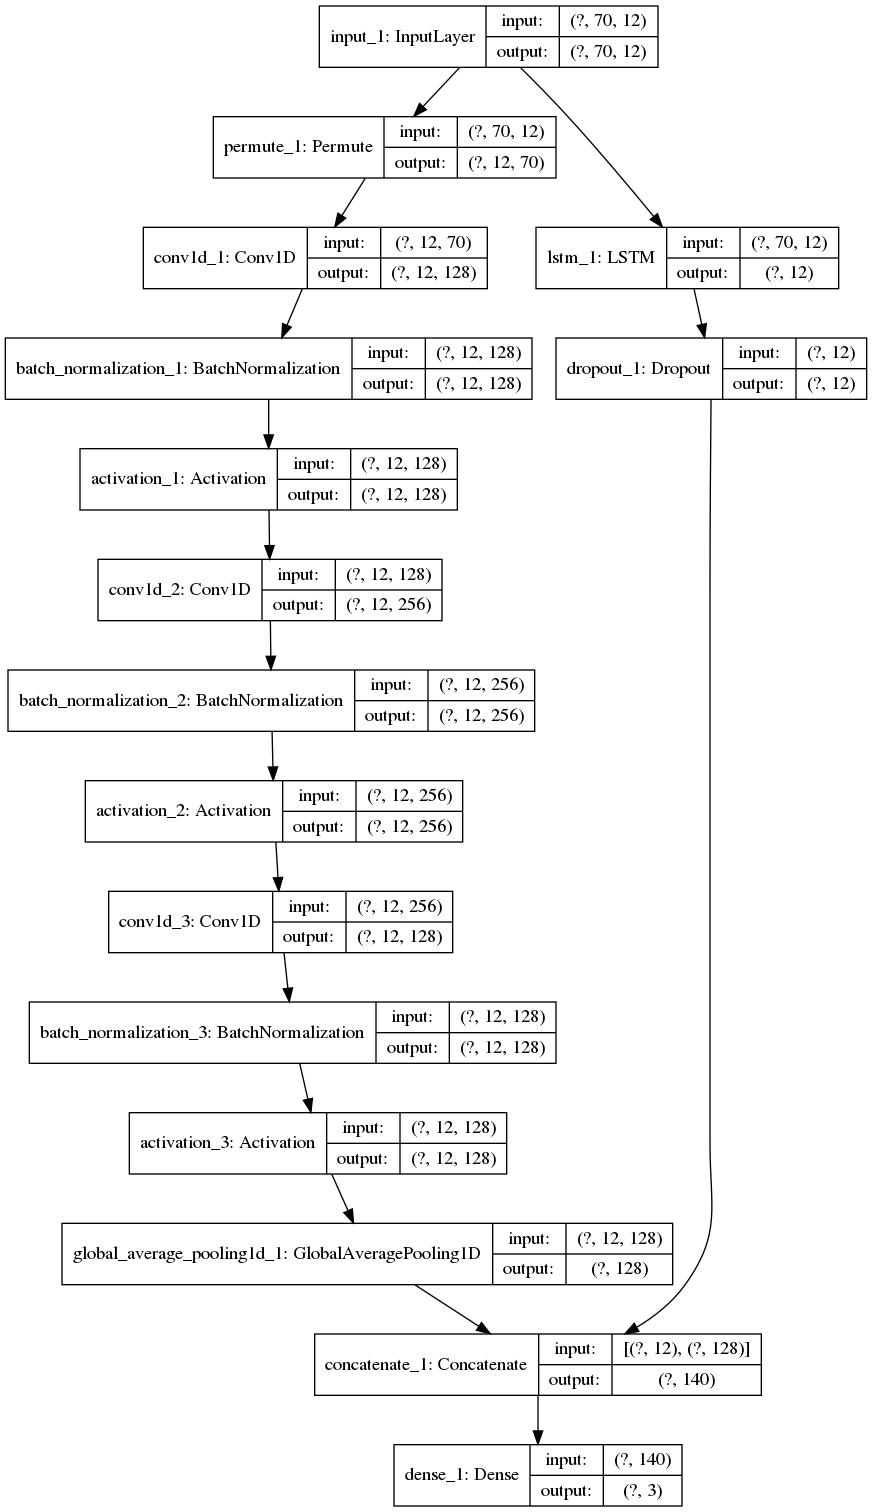 input_1: InputLayer
input: (?, 70, 12)
output: (?, 70, 12)
permute_1: Permute
input: (?, 70, 12)
output: (?, 12, 70)
conv1d_1: Conv1D
input: (?, 12, 70)
output: (?, 12, 128)
lstm_1: LSTM
input: (?, 70, 12)
output: (?, 12)
batch_normalization_1: BatchNormalization
input: (?, 12, 128)
output: (?, 12, 128)
dropout_1: Dropout
input: (?, 12)
output: (?, 12)
activation_1: Activation
input: (?, 12, 128)
output: (?, 12, 128)
conv1d_2: Conv1D
input: (?, 12, 128)
output: (?, 12, 256)
batch_normalization_2: BatchNormalization
input: (?, 12, 256)
output: (?, 12, 256)
activation_2: Activation
input: (?, 12, 256)
output: (?, 12, 256)
conv1d_3: Conv1D
input: (?, 12, 256)
output: (?, 12, 128)
batch_normalization_3: BatchNormalization
input: (?, 12, 128)
output: (?, 12, 128)
activation_3: Activation
input: (?, 12, 128)
output: (?, 12, 128)
global_average_pooling1d_1: GlobalAveragePooling1D
input: (?, 12, 128)
output: (?, 128)
concatenate_1: Concatenate
input: [(?, 12), (?, 128)]
output: (?, 140)
dense_1: Dense
input: (?, 140)
output: (?, 3)